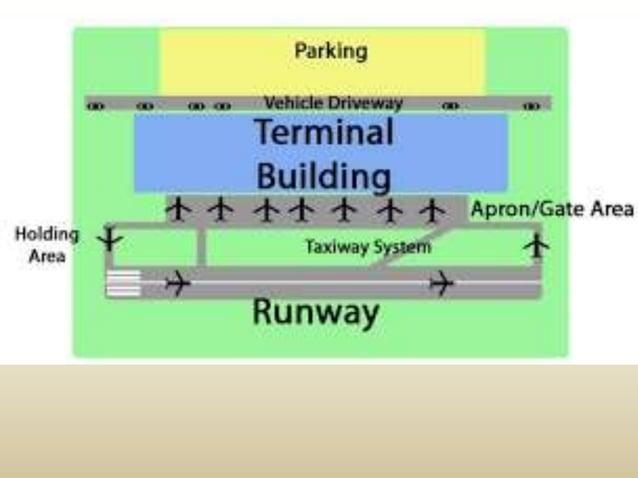 Parking
Vehicle Driveway
Terminal
Building
Apron/Gate Area
Holding
Area
Taxiway System
Runway